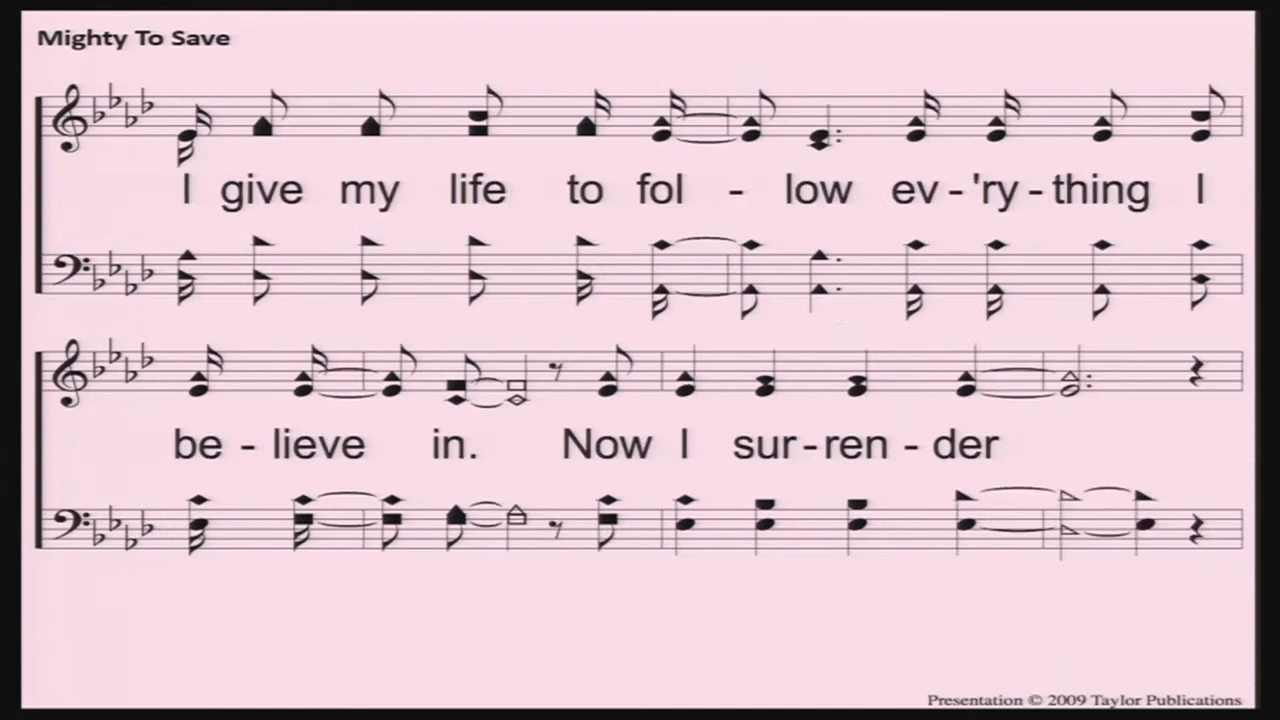 Mighty To Save
I give my life to fol - low ev - 'ry - thing I
be - lieve in. Now I sur - ren - der
Presentation © 2009 Taylor Publications